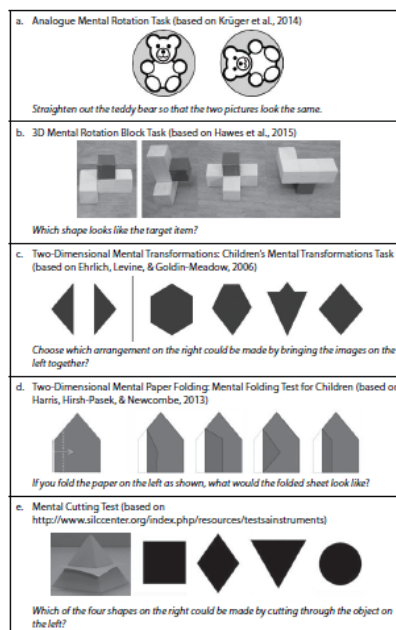 a. Analogue Mental Rotation Task (based on Krüger et al., 2014)
Straighten out the teddy bear so that the two pictures look the same.
b. 3D Mental Rotation Block Task (based on Hawes et al., 2015)
Which shape looks like the target item?
c. Two-Dimensional Mental Transformations: Children's Mental Transformations Task
(based on Ehrlich, Levine, & Goldin-Meadow, 2006)
Choose which arrangement on the right could be made by bringing the images on the
left together?
d. Two-Dimensional Mental Paper Folding: Mental Folding Test for Children (based on
Harris, Hirsh-Pasek, & Newcombe, 2013)
If you fold the paper on the left as shown, what would the folded sheet look like?
e. Mental Cutting Test (based on
http://www.silccenter.org/index.php/resources/testsainstruments)
Which of the four shapes on the right could be made by cutting through the object on
the left?